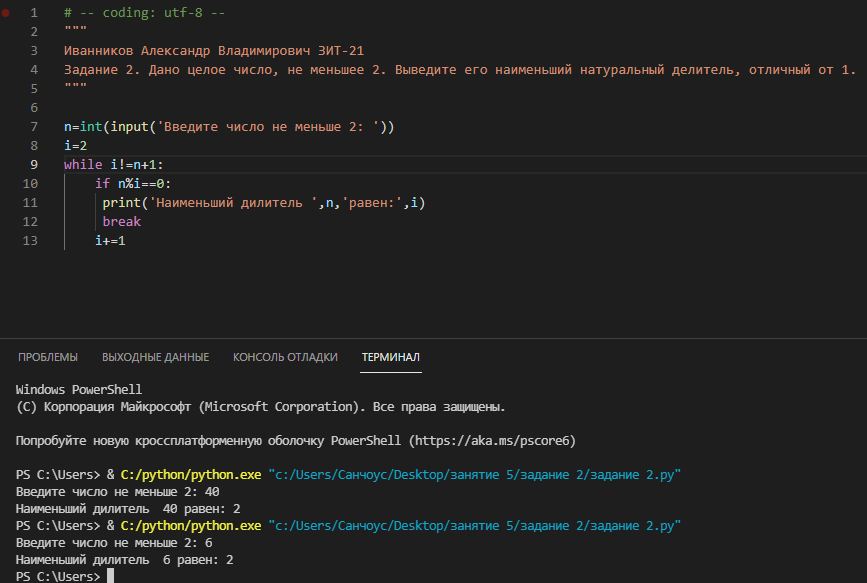 1 # -- coding: utf-8 --
2 """
3 Иванников Александр Владимирович ЗИТ-21
4 Задание 2. Дано целое число, не меньшее 2. Выведите его наименьший натуральный делитель, отличный от 1.
5 """
6
7 n=int(input('Введите число не меньше 2: '))
8 i=2
9 while i!=n+1:
10     if n%i==0:
11      print('Наименьший дилитель ',n,'равен:',i)
12      break
13     i+=1
ПРОБЛЕМЫ ВЫХОДНЫЕ ДАННЫЕ КОНСОЛЬ ОТЛАДКИ ТЕРМИНАЛ
Windows PowerShell
(C) Корпорация Майкрософт (Microsoft Corporation). Все права защищены.
Попробуйте новую кроссплатформенную оболочку PowerShell (https://aka.ms/pscore6)
PS C:\Users> & C:/python/python.exe "c:/Users/Санчоус/Desktop/занятие 5/задание 2/задание 2.py"
Введите число не меньше 2: 40
Наименьший дилитель  40 равен: 2
PS C:\Users> & C:/python/python.exe "c:/Users/Санчоус/Desktop/занятие 5/задание 2/задание 2.py"
Введите число не меньше 2: 6
Наименьший дилитель  6 равен: 2
PS C:\Users>